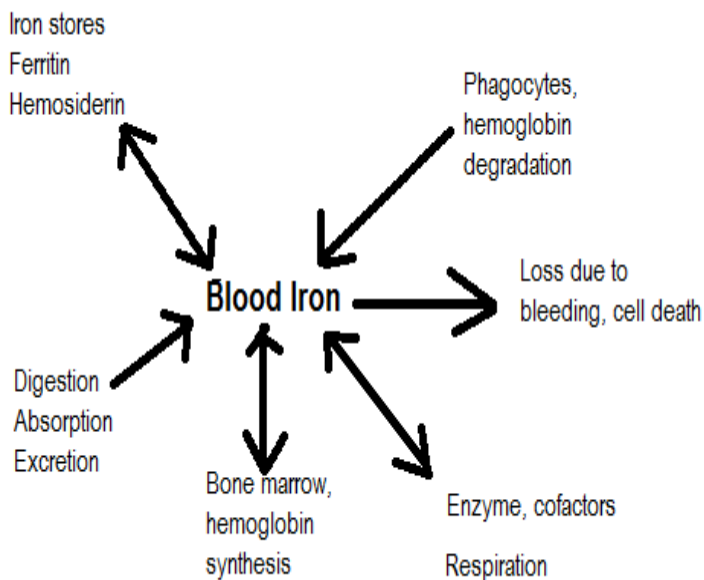 Iron stores
Ferritin
Hemosiderin
Phagocytes,
hemoglobin
degradation
Blood Iron
Loss due to
bleeding, cell death
Digestion
Absorption
Excretion
Bone marrow,
hemoglobin
synthesis
Enzyme, cofactors
Respiration